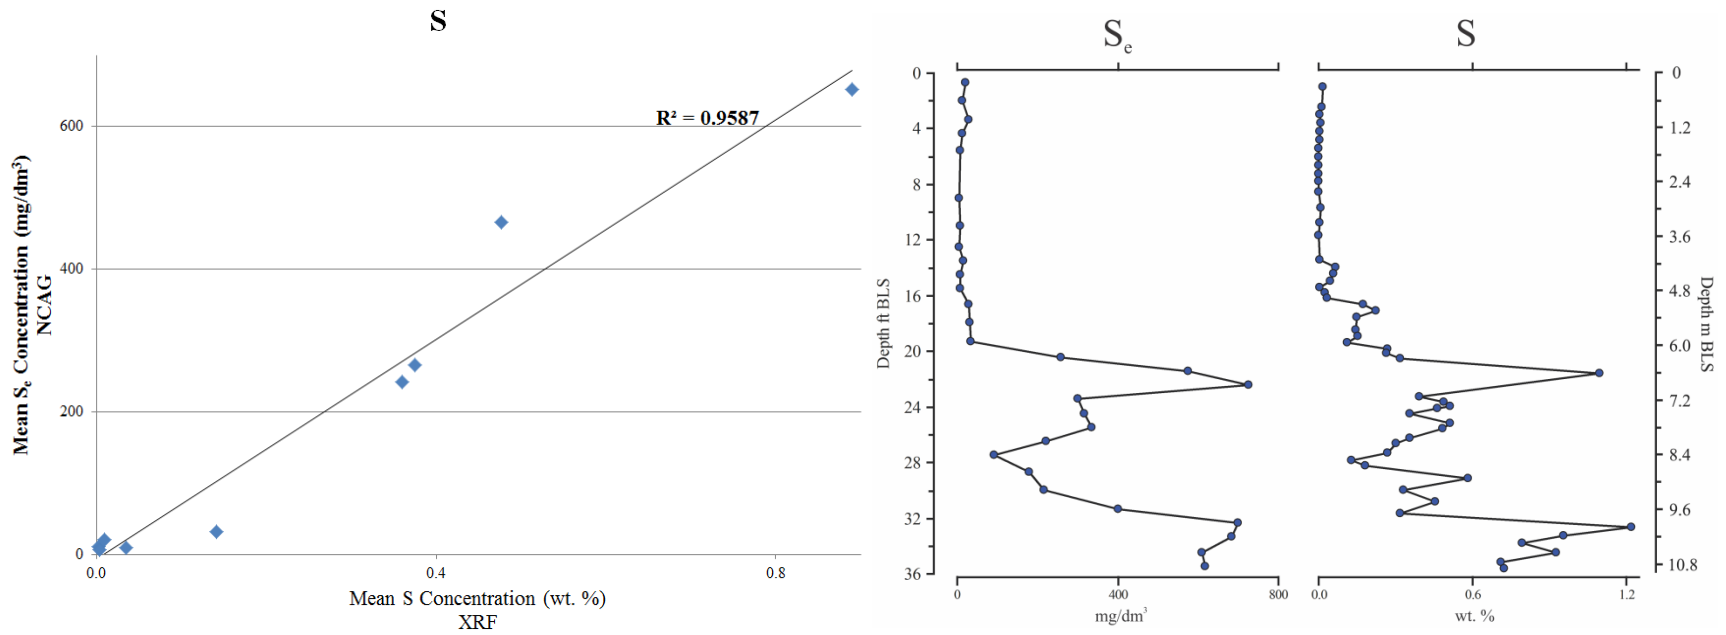 S
600
400
200
0
0.0 0.4 0.8
R² = 0.9587
Mean Sₑ Concentration (mg/dm³)
NCAG
Mean S Concentration (wt. %)
XRF
Sₑ
0
4
8
12
16
20
24
28
32
36
Depth ft BLS
0 400 800
mg/dm³
S
0
1.2
2.4
3.6
4.8
6.0
7.2
8.4
9.6
10.8
Depth m BLS
0.0 0.6 1.2
wt. %